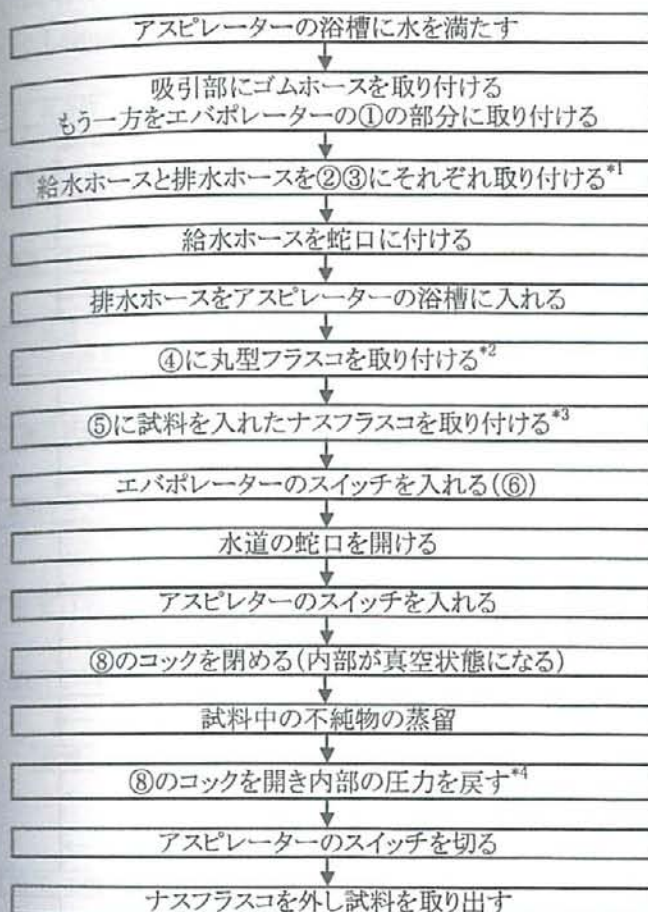 アスピレーターの浴槽に水を満たす
吸引部にゴムホースを取り付ける
もう一方をエバポレーターの①の部分に取り付ける
給水ホースと排水ホースを②③にそれぞれ取り付ける*1
給水ホースを蛇口に付ける
排水ホースをアスピレーターの浴槽に入れる
④に丸型フラスコを取り付ける*2
⑤に試料を入れたナスフラスコを取り付ける*3
エバポレーターのスイッチを入れる(⑥)
水道の蛇口を開ける
アスピレターのスイッチを入れる
⑧のコックを閉める(内部が真空状態になる)
試料中の不純物の蒸留
⑧のコックを開き内部の圧力を戻す*4
アスピレーターのスイッチを切る
ナスフラスコを外し試料を取り出す